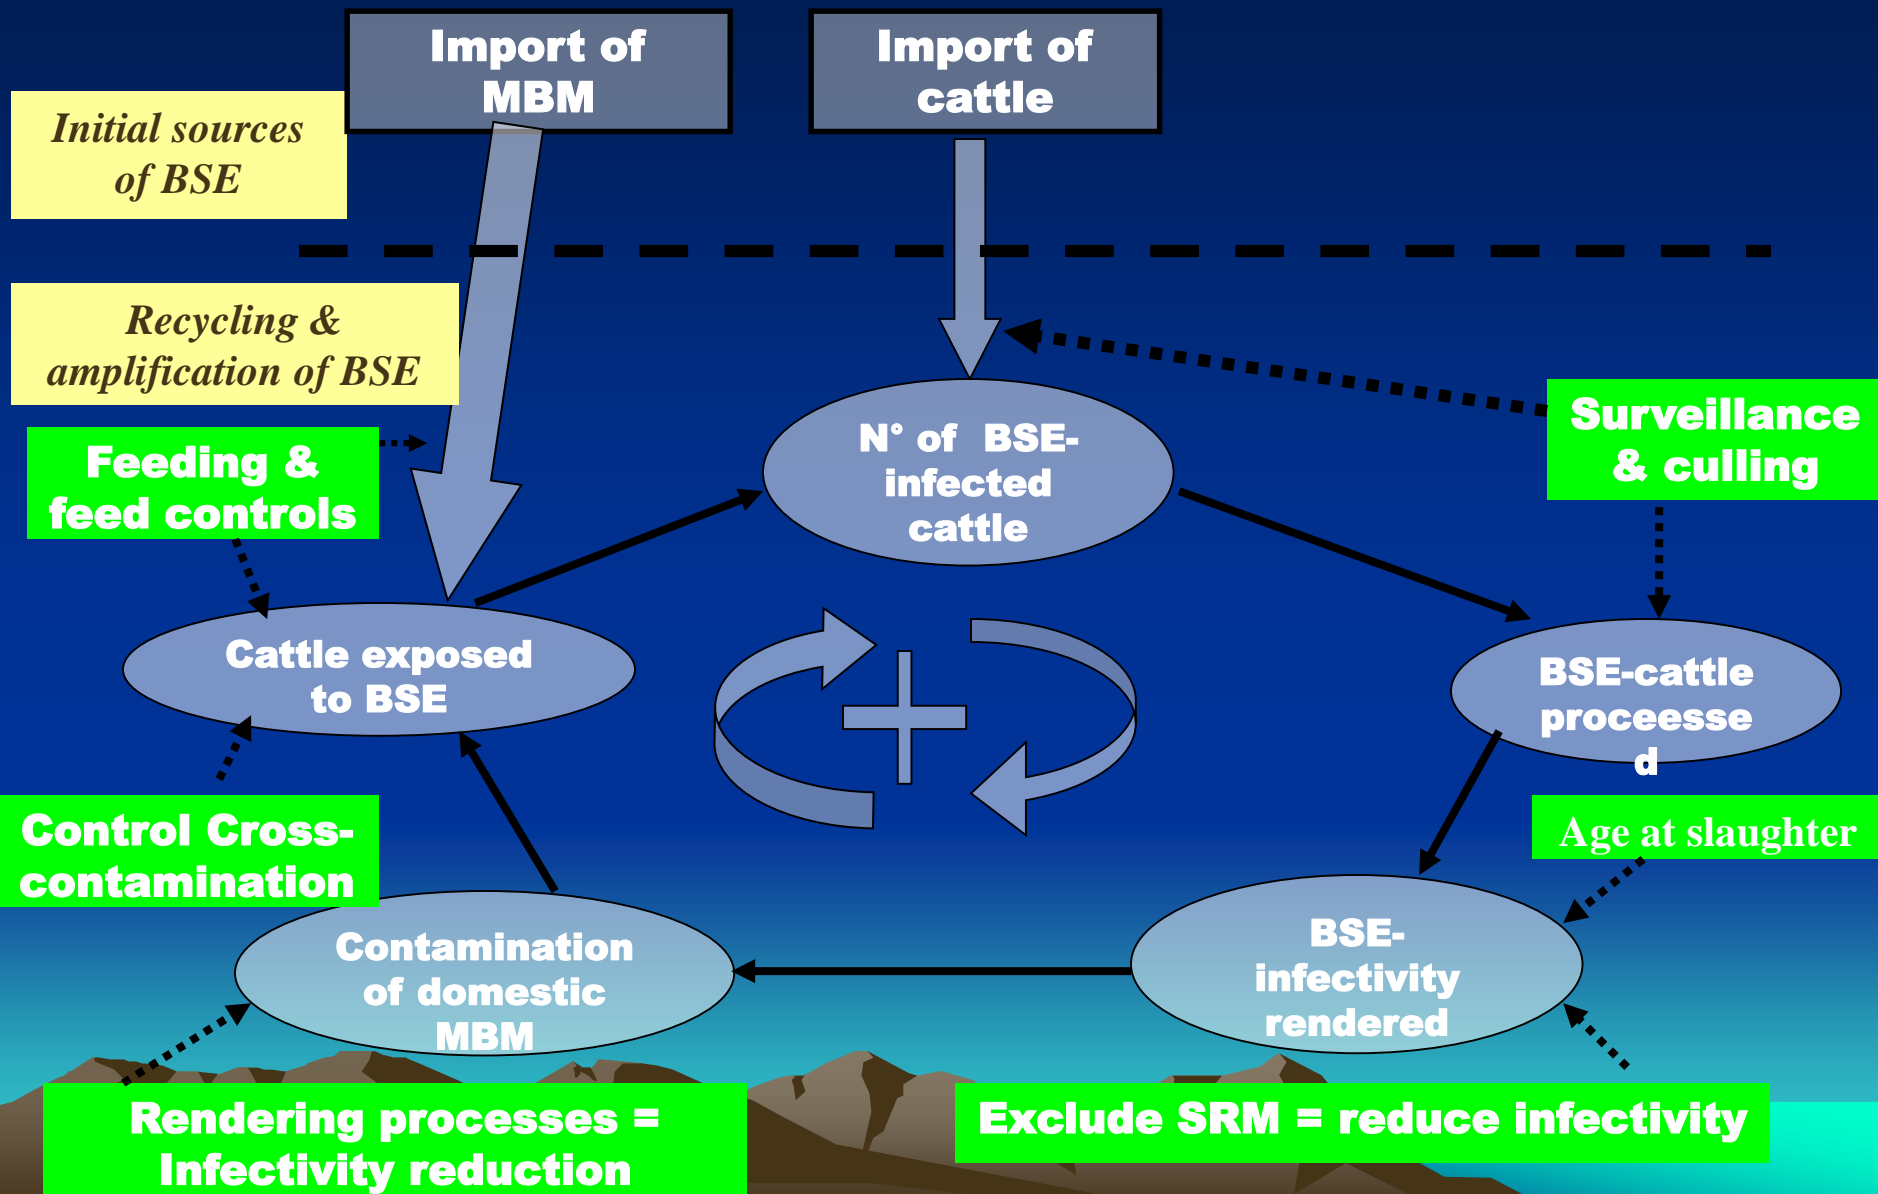 Import of
MBM
Import of
cattle
Initial sources
of BSE
Recycling &
amplification of BSE
Surveillance
& culling
Feeding &
feed controls
N° of BSE-
infected
cattle
Cattle exposed
to BSE
BSE-cattle
proceesse
d
Control Cross-
contamination
Age at slaughter
Contamination
of domestic
MBM
BSE-
infectivity
rendered
Rendering processes =
Infectivity reduction
Exclude SRM = reduce infectivity